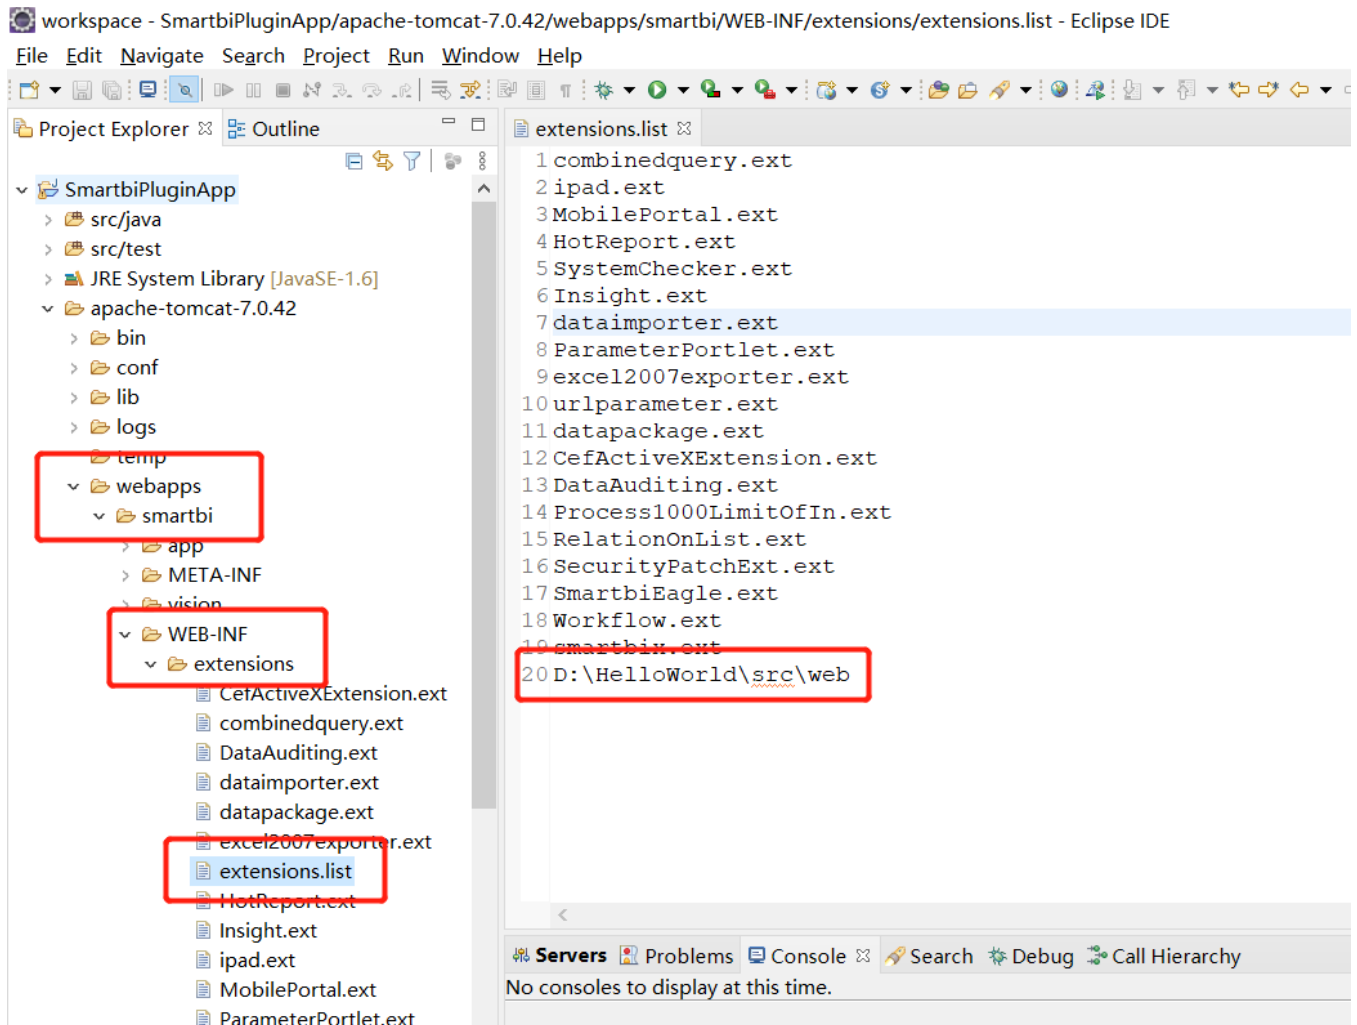 workspace - SmartbiPluginApp/apache-tomcat-7.0.42/webapps/smartbi/WEB-INF/extensions/extensions.list - Eclipse IDE
File Edit Navigate Search Project Run Window Help
Project Explorer Outline
SmartbiPluginApp
src/java
src/test
JRE System Library [JavaSE-1.6]
apache-tomcat-7.0.42
bin
conf
lib
logs
temp
webapps
smartbi
app
META-INF
vision
WEB-INF
extensions
CefActiveXExtension.ext
combinedquery.ext
DataAuditing.ext
dataimporter.ext
datapackage.ext
excel2007exporter.ext
extensions.list
HotReport.ext
Insight.ext
ipad.ext
MobilePortal.ext
ParameterPortlet.ext
extensions.list
1 combinedquery.ext
2 ipad.ext
3 MobilePortal.ext
4 HotReport.ext
5 SystemChecker.ext
6 Insight.ext
7 dataimporter.ext
8 ParameterPortlet.ext
9 excel2007exporter.ext
10 urlparameter.ext
11 datapackage.ext
12 CefActiveXExtension.ext
13 DataAuditing.ext
14 Process1000LimitOfIn.ext
15 RelationOnList.ext
16 SecurityPatchExt.ext
17 SmartbiEagle.ext
18 Workflow.ext
19 smartbix.ext
20 D:\HelloWorld\src\web
Servers Problems Console Search Debug Call Hierarchy
No consoles to display at this time.